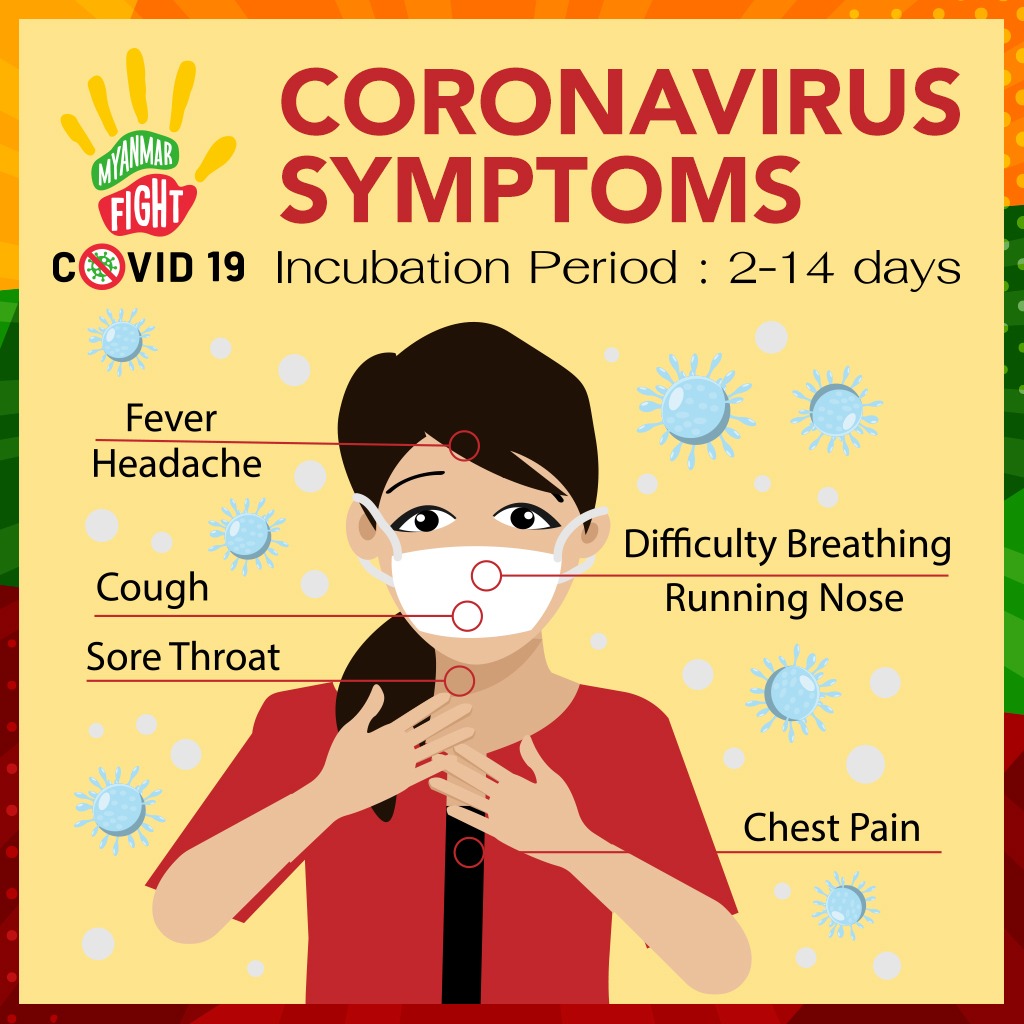 MYANMAR
FIGHT
COVID 19
CORONAVIRUS
SYMPTOMS
Incubation Period : 2-14 days
Fever
Headache
Cough
Sore Throat
Difficulty Breathing
Running Nose
Chest Pain